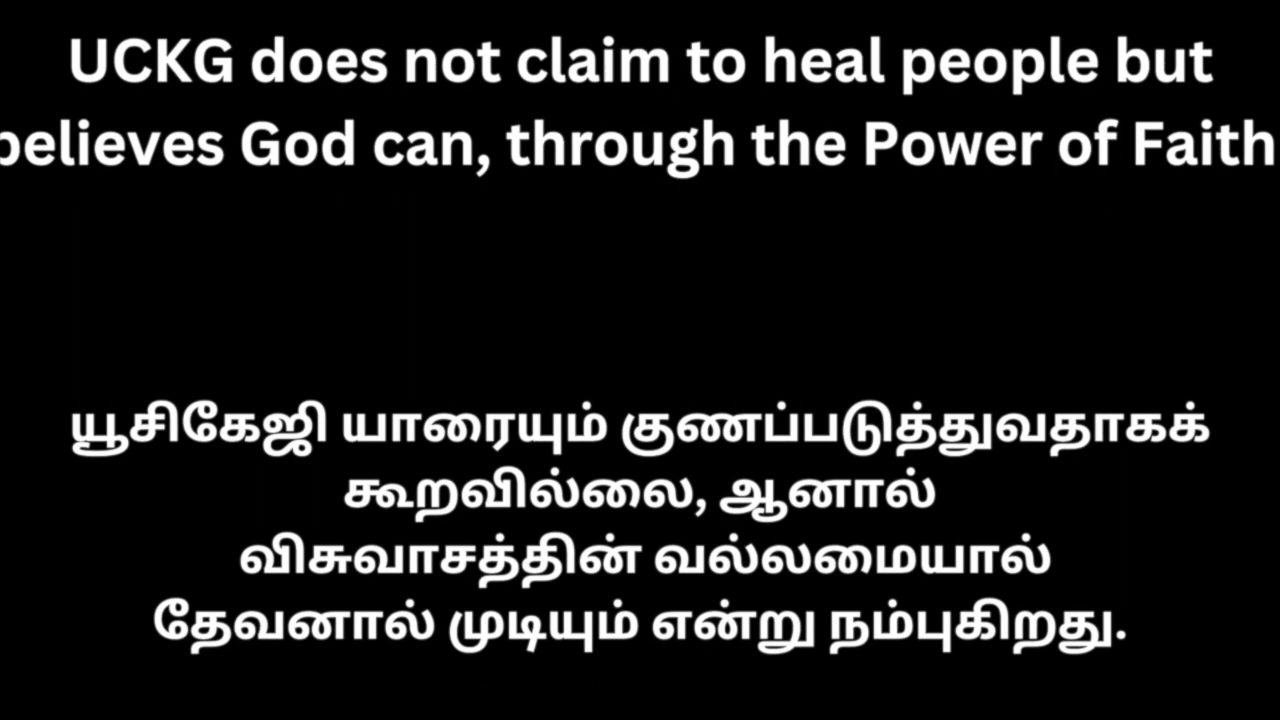 UCKG does not claim to heal people but
believes God can, through the Power of Faith
யூசிகேஜி யாரையும் குணப்படுத்துவதாகக்
கூறவில்லை, ஆனால்
விசுவாசத்தின் வல்லமையால்
தேவனால் முடியும் என்று நம்புகிறது.